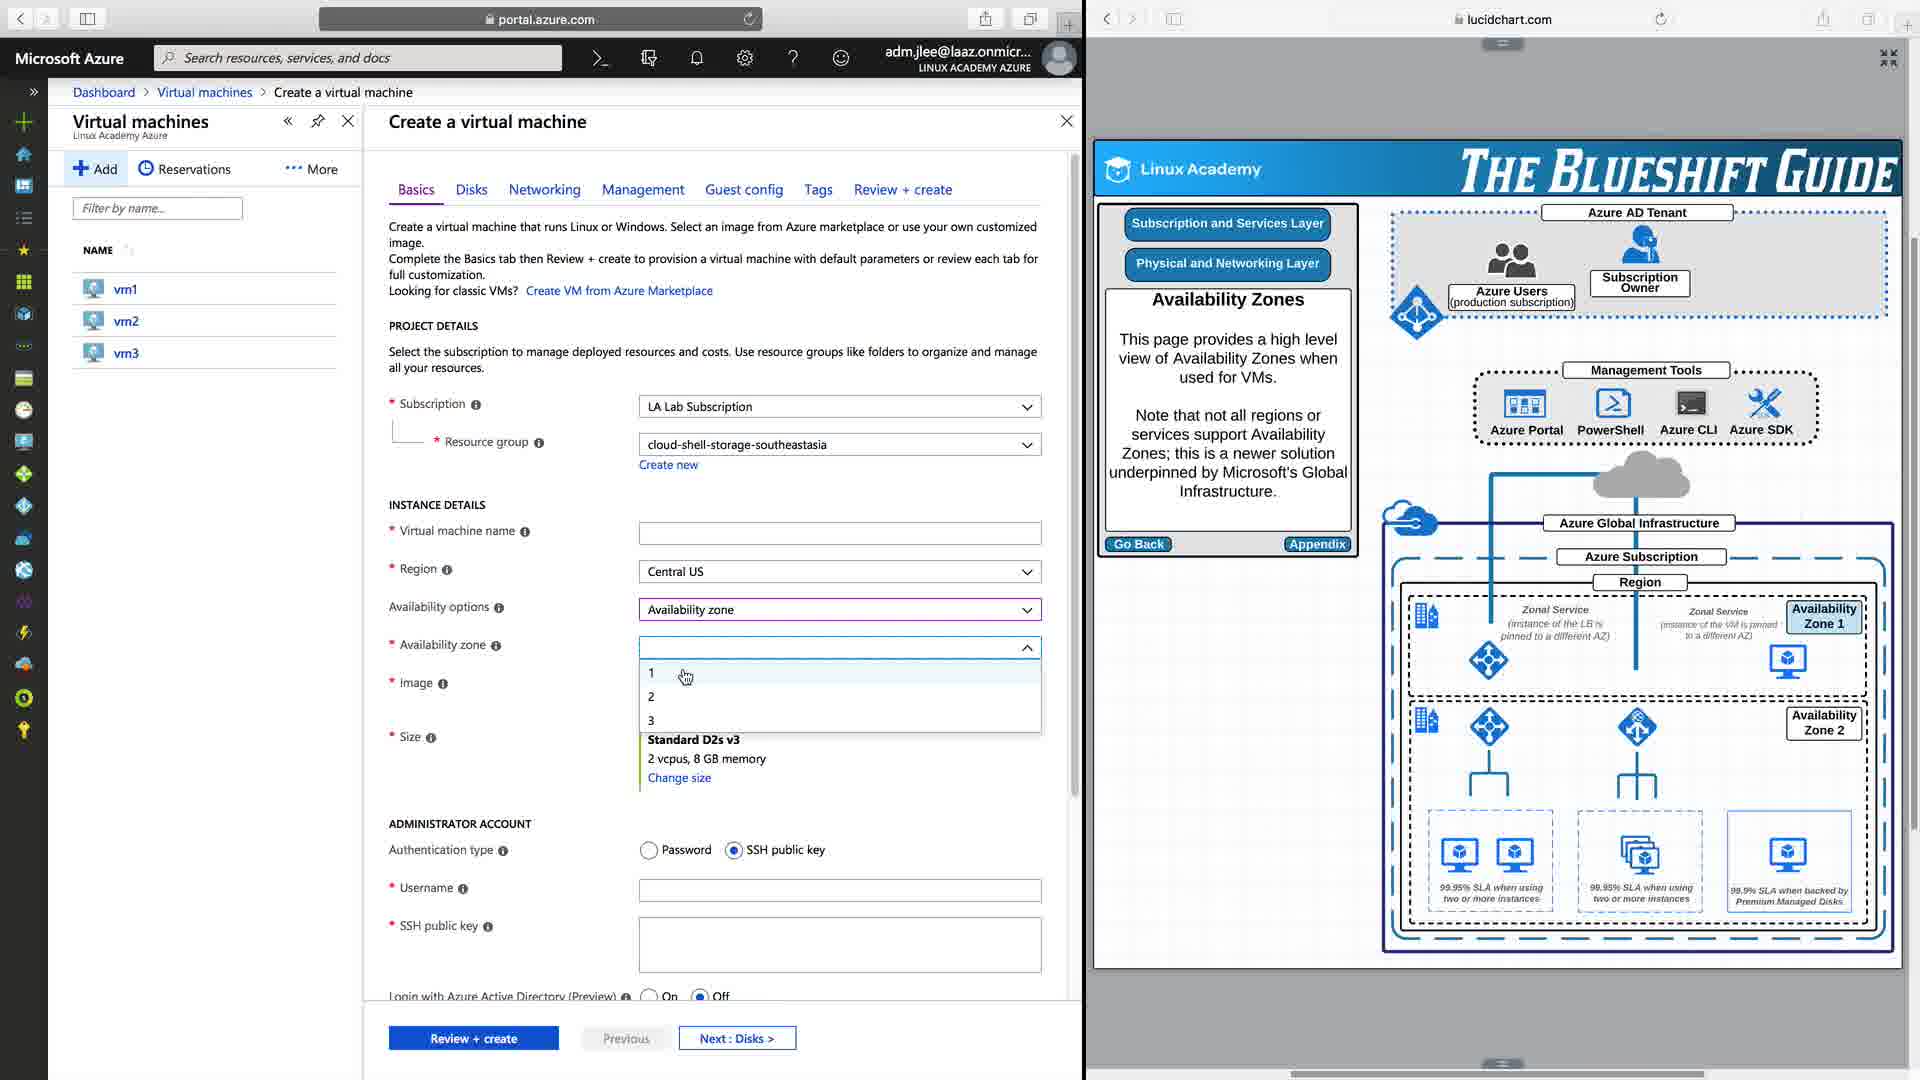 portal.azure.com
lucidchart.com
Microsoft Azure
Search resources, services, and docs
adm.jlee@laaz.onmicr...
LINUX ACADEMY AZURE
Dashboard > Virtual machines > Create a virtual machine
Virtual machines
Linux Academy Azure
Add
Reservations
More
Filter by name...
NAME
vm1
vm2
vm3
Create a virtual machine
Basics
Disks
Networking
Management
Guest config
Tags
Review + create
Create a virtual machine that runs Linux or Windows. Select an image from Azure marketplace or use your own customized
image.
Complete the Basics tab then Review + create to provision a virtual machine with default parameters or review each tab for
full customization.
Looking for classic VMs? Create VM from Azure Marketplace
PROJECT DETAILS
Select the subscription to manage deployed resources and costs. Use resource groups like folders to organize and manage
all your resources.
* Subscription
LA Lab Subscription
* Resource group
cloud-shell-storage-southeastasia
Create new
INSTANCE DETAILS
* Virtual machine name
* Region
Central US
Availability options
Availability zone
* Availability zone
1
2
3
* Image
* Size
Standard D2s v3
2 vcpus, 8 GB memory
Change size
ADMINISTRATOR ACCOUNT
Authentication type
Password
SSH public key
* Username
* SSH public key
Login with Azure Active Directory (Preview)
On
Off
Review + create
Previous
Next : Disks >
Linux Academy
THE BLUESHIFT GUIDE
Subscription and Services Layer
Physical and Networking Layer
Availability Zones
This page provides a high level
view of Availability Zones when
used for VMs.
Note that not all regions or
services support Availability
Zones; this is a newer solution
underpinned by Microsoft's Global
Infrastructure.
Go Back
Appendix
Azure AD Tenant
Azure Users
(production subscription)
Subscription
Owner
Management Tools
Azure Portal
PowerShell
Azure CLI
Azure SDK
Azure Global Infrastructure
Azure Subscription
Region
Zonal Service
(instance of the LB is
pinned to a different AZ)
Zonal Service
(instance of the VM is pinned
to a different AZ)
Availability
Zone 1
Availability
Zone 2
99.95% SLA when using
two or more instances
99.95% SLA when using
two or more instances
99.9% SLA when backed by
Premium Managed Disks